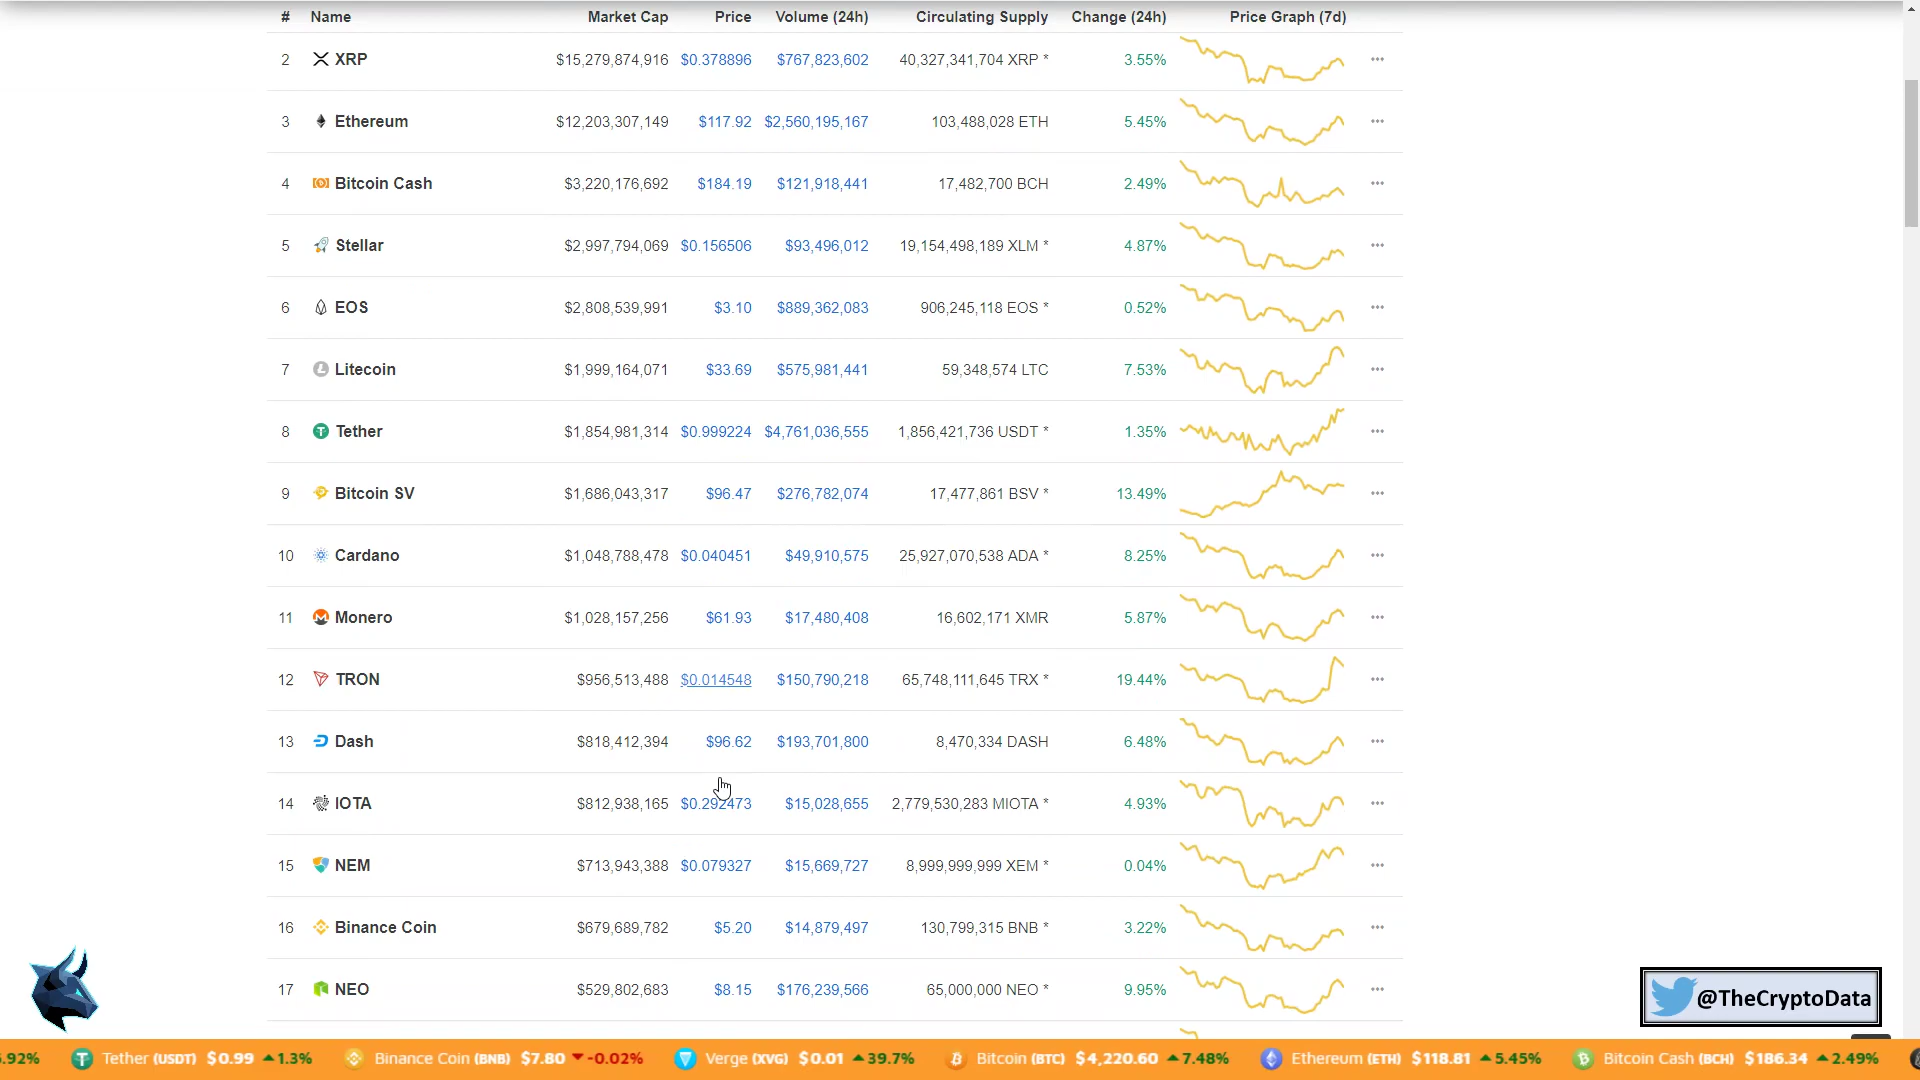 # Name Market Cap Price Volume (24h) Circulating Supply Change (24h) Price Graph (7d)
2 XRP $15,279,874,916 $0.378896 $767,823,602 40,327,341,704 XRP * 3.55%
3 Ethereum $12,203,307,149 $117.92 $2,560,195,167 103,488,028 ETH 5.45%
4 Bitcoin Cash $3,220,176,692 $184.19 $121,918,441 17,482,700 BCH 2.49%
5 Stellar $2,997,794,069 $0.156506 $93,496,012 19,154,498,189 XLM * 4.87%
6 EOS $2,808,539,991 $3.10 $889,362,083 906,245,118 EOS * 0.52%
7 Litecoin $1,999,164,071 $33.69 $575,981,441 59,348,574 LTC 7.53%
8 Tether $1,854,981,314 $0.999224 $4,761,036,555 1,856,421,736 USDT * 1.35%
9 Bitcoin SV $1,686,043,317 $96.47 $276,782,074 17,477,861 BSV * 13.49%
10 Cardano $1,048,788,478 $0.040451 $49,910,575 25,927,070,538 ADA * 8.25%
11 Monero $1,028,157,256 $61.93 $17,480,408 16,602,171 XMR 5.87%
12 TRON $956,513,488 $0.014548 $150,790,218 65,748,111,645 TRX * 19.44%
13 Dash $818,412,394 $96.62 $193,701,800 8,470,334 DASH 6.48%
14 IOTA $812,938,165 $0.292473 $15,028,655 2,779,530,283 MIOTA * 4.93%
15 NEM $713,943,388 $0.079327 $15,669,727 8,999,999,999 XEM * 0.04%
16 Binance Coin $679,689,782 $5.20 $14,879,497 130,799,315 BNB * 3.22%
17 NEO $529,802,683 $8.15 $176,239,566 65,000,000 NEO * 9.95%
@TheCryptoData
.92% Tether (USDT) $0.99 ▲1.3% Binance Coin (BNB) $7.80 ▼-0.02% Verge (XVG) $0.01 ▲39.7% Bitcoin (BTC) $4,220.60 ▲7.48% Ethereum (ETH) $118.81 ▲5.45% Bitcoin Cash (BCH) $186.34 ▲2.49%